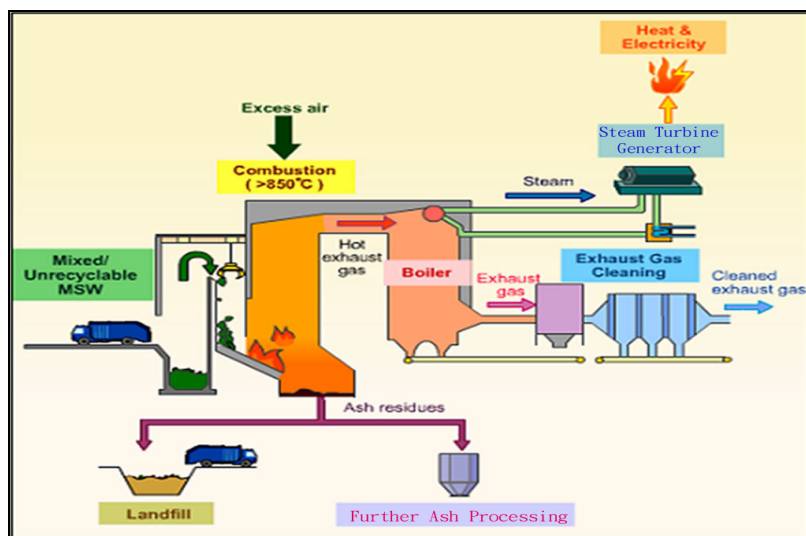 Heat &
Electricity
Excess air
Steam Turbine
Generator
Combustion
( >850°C )
Steam
Mixed/
Unrecyclable
MSW
Hot
exhaust
gas
Boiler
Exhaust
gas
Exhaust Gas
Cleaning
Cleaned
exhaust gas
Ash residues
Landfill
Further Ash Processing